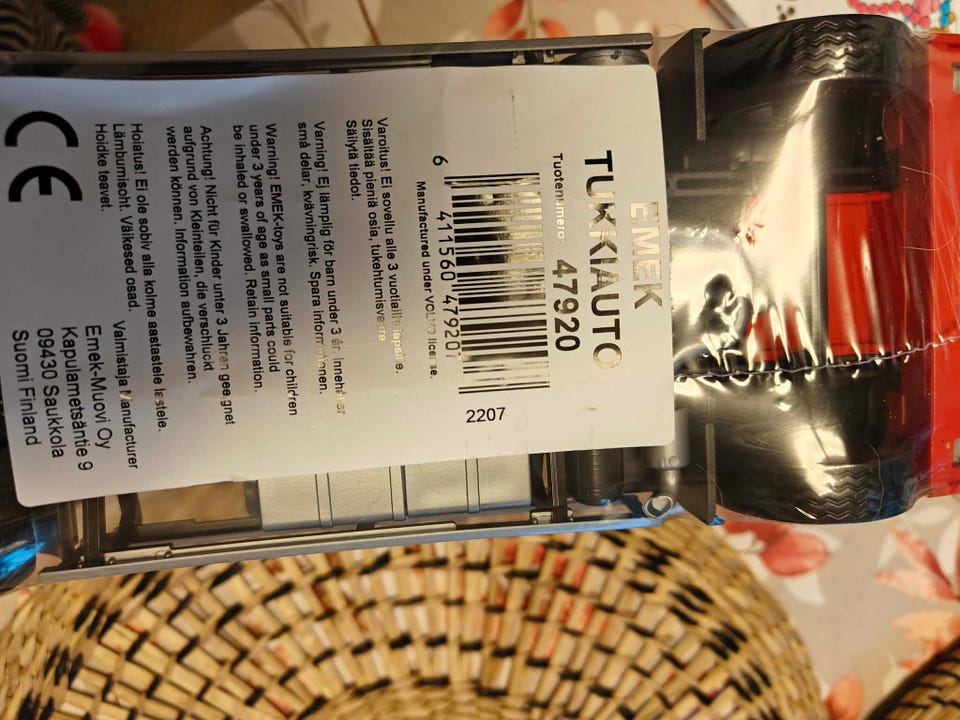 EMEK
TUKKIAUTO
Tuotenumero: 47920
6 411560 479207
2207
Manufactured under VOLVO license.
Varoitus! Ei sovellu alle 3 vuotiaille lapsille.
Sisältää pieniä osia, tukehtumisvaara
Säilytä tiedot.
Varning! Ej lämplig för barn under 3 år. Innehållar
små delar, kvävningrisk. Spara informationen.
Warning! EMEK-toys are not suitable for children
under 3 years of age as small parts could
be inhaled or swallowed. Retain information.
Achtung! Nicht für Kinder unter 3 Jahren geeignet
aufgrund von Kleinteilen, die verschluckt
werden können. Information aufbewahren.
Hoiatus! Ei ole sobiv alla kolme aastastele lastele.
Lämbumisoht. Väikesed osad.
Hoidke teavet.
Valmistaja Manufacturer
Emek-Muovi Oy
Kapulametsäntie 9
09430 Saukkola
Suomi Finland
CE